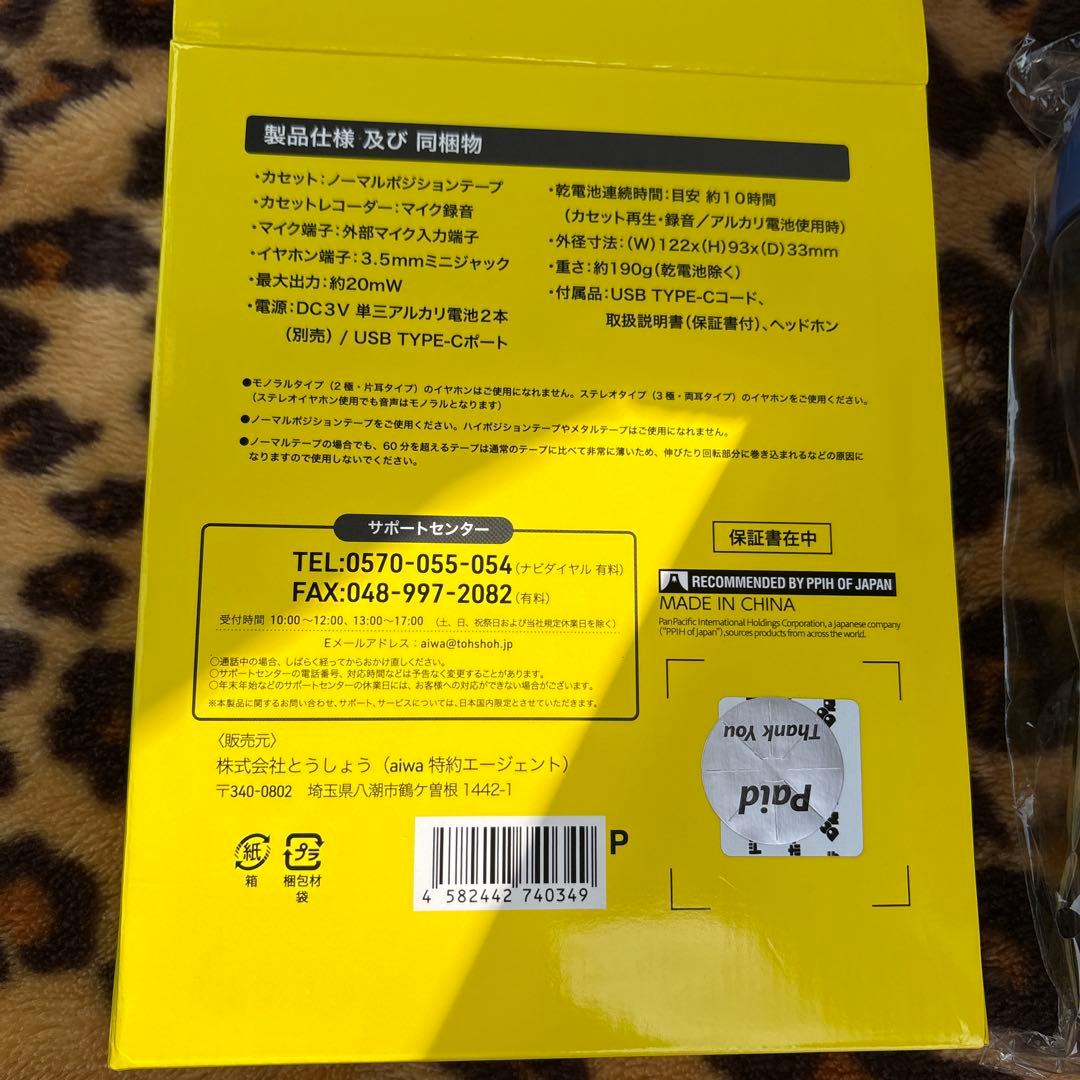 製品仕様 及び 同梱物
・カセット:ノーマルポジションテープ
・カセットレコーダー:マイク録音
・マイク端子:外部マイク入力端子
・イヤホン端子:3.5mmミニジャック
・最大出力:約20mW
・電源:DC3V 単三アルカリ電池2本
(別売) / USB TYPE-Cポート
・乾電池連続時間:目安 約10時間
(カセット再生・録音/アルカリ電池使用時)
・外径寸法:(W)122x(H)93x(D)33mm
・重さ:約190g(乾電池除く)
・付属品:USB TYPE-Cコード、
取扱説明書(保証書付)、ヘッドホン
●モノラルタイプ(2極・片耳タイプ)のイヤホンはご使用になれません。ステレオタイプ(3極・両耳タイプ)のイヤホンをご使用ください。
(ステレオイヤホン使用でも音声はモノラルとなります)
●ノーマルポジションテープをご使用ください。ハイポジションテープやメタルテープはご使用になれません。
●ノーマルテープの場合でも、60分を超えるテープは通常のテープに比べて非常に薄いため、伸びたり回転部分に巻き込まれるなどの原因に
なりますので使用しないでください。
サポートセンター
TEL:0570-055-054(ナビダイヤル 有料)
FAX:048-997-2082(有料)
受付時間 10:00~12:00、13:00~17:00 (土、日、祝祭日および当社規定休業日を除く)
Eメールアドレス:aiwa@tohshoh.jp
○通話中の場合、しばらく経ってからおかけ直しください。
○サポートセンターの電話番号、対応時間などは予告なく変更することがあります。
○年末年始などのサポートセンターの休業日には、お客様への対応ができない場合がございます。
※本製品に関するお問い合わせ、サポート、サービスについては、日本国内限定とさせていただきます。
〈販売元〉
株式会社とうしょう(aiwa 特約エージェント)
〒340-0802 埼玉県八潮市鶴ケ曽根 1442-1
保証書在中
RECOMMENDED BY PPIH OF JAPAN
MADE IN CHINA
Pan Pacific International Holdings Corporation, a japanese company
("PPIH of Japan"),sources products from across the world.
Thank You
Paid
紙
箱
プラ
梱包材
袋
P
4 582442 740349